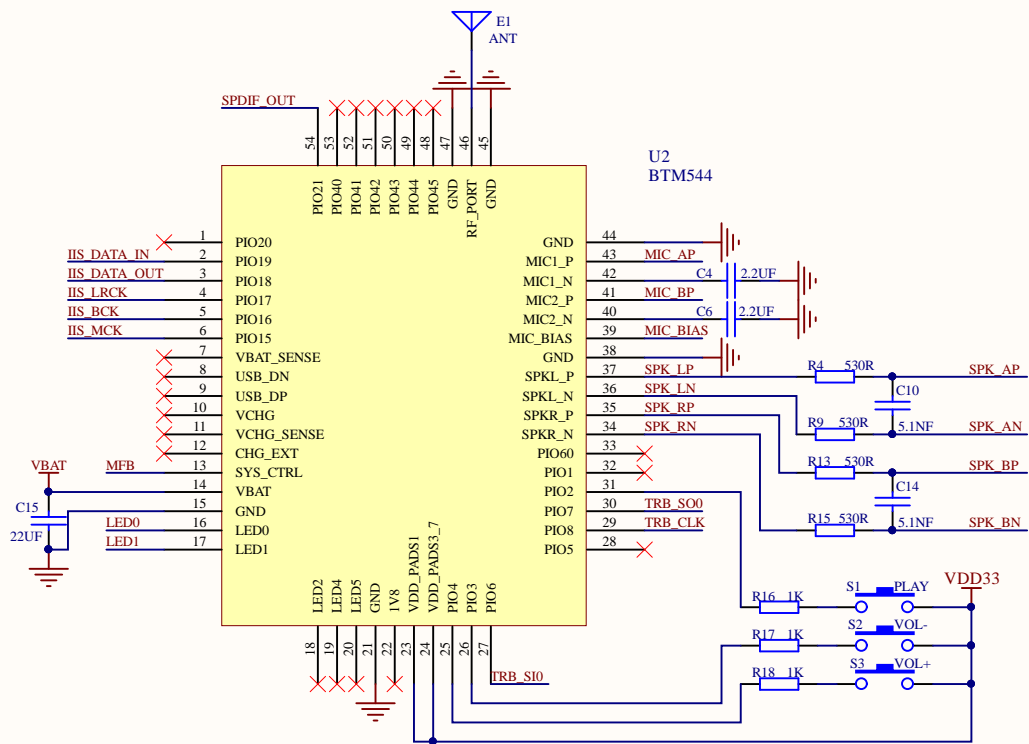 E1
ANT
SPDIF_OUT
54
53
52
51
50
49
48
47
46
45
U2
BTM544
PIO21
PIO40
PIO41
PIO42
PIO43
PIO44
PIO45
GND
RF_PORT
GND
1 PIO20
IIS_DATA_IN 2 PIO19
IIS_DATA_OUT 3 PIO18
IIS_LRCK 4 PIO17
IIS_BCK 5 PIO16
IIS_MCK 6 PIO15
7 VBAT_SENSE
8 USB_DN
9 USB_DP
10 VCHG
11 VCHG_SENSE
12 CHG_EXT
MFB 13 SYS_CTRL
VBAT
14 VBAT
15 GND
C15
22UF
LED0 16 LED0
LED1 17 LED1
GND 44
MIC1_P 43 MIC_AP
MIC1_N 42 C4 2.2UF
MIC2_P 41 MIC_BP
MIC2_N 40 C6 2.2UF
MIC_BIAS 39 MIC_BIAS
GND 38
SPKL_P 37 SPK_LP R4 530R SPK_AP
SPKL_N 36 SPK_LN C10
SPKR_P 35 SPK_RP
SPKR_N 34 SPK_RN R9 530R 5.1NF SPK_AN
PIO60 33
PIO1 32 R13 530R SPK_BP
PIO2 31 C14
PIO7 30 TRB_SO0
PIO8 29 TRB_CLK R15 530R 5.1NF SPK_BN
PIO5 28
LED2
LED4
LED5
GND
1V8
VDD_PADS1
VDD_PADS3_7
PIO4
PIO3
PIO6
18
19
20
21
22
23
24
25
26
27
TRB_SI0
VDD33
R16 1K S1 PLAY
R17 1K S2 VOL-
R18 1K S3 VOL+